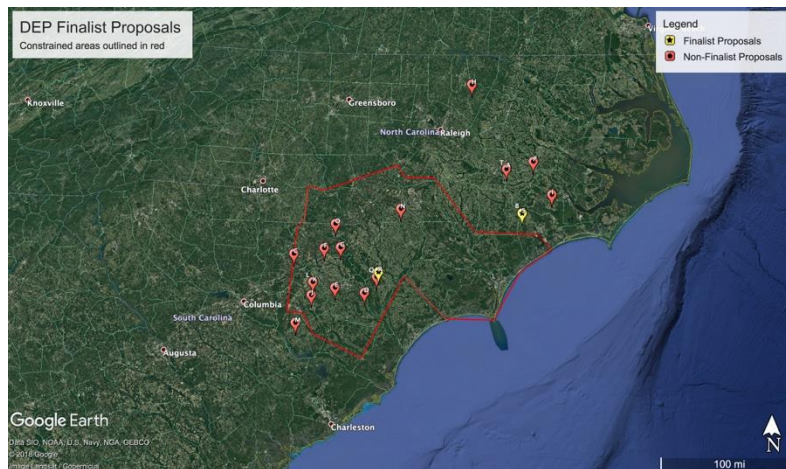 DEP Finalist Proposals
Constrained areas outlined in red
Legend
Finalist Proposals
Non-Finalist Proposals
Knoxville
Greensboro
North Carolina
Raleigh
Charlotte
Columbia
South Carolina
Augusta
Charleston
Google Earth
Data SIO, NOAA, U.S. Navy, NGA, GEBCO
© 2018 Google
Image Landsat / Copernicus
N
100 mi